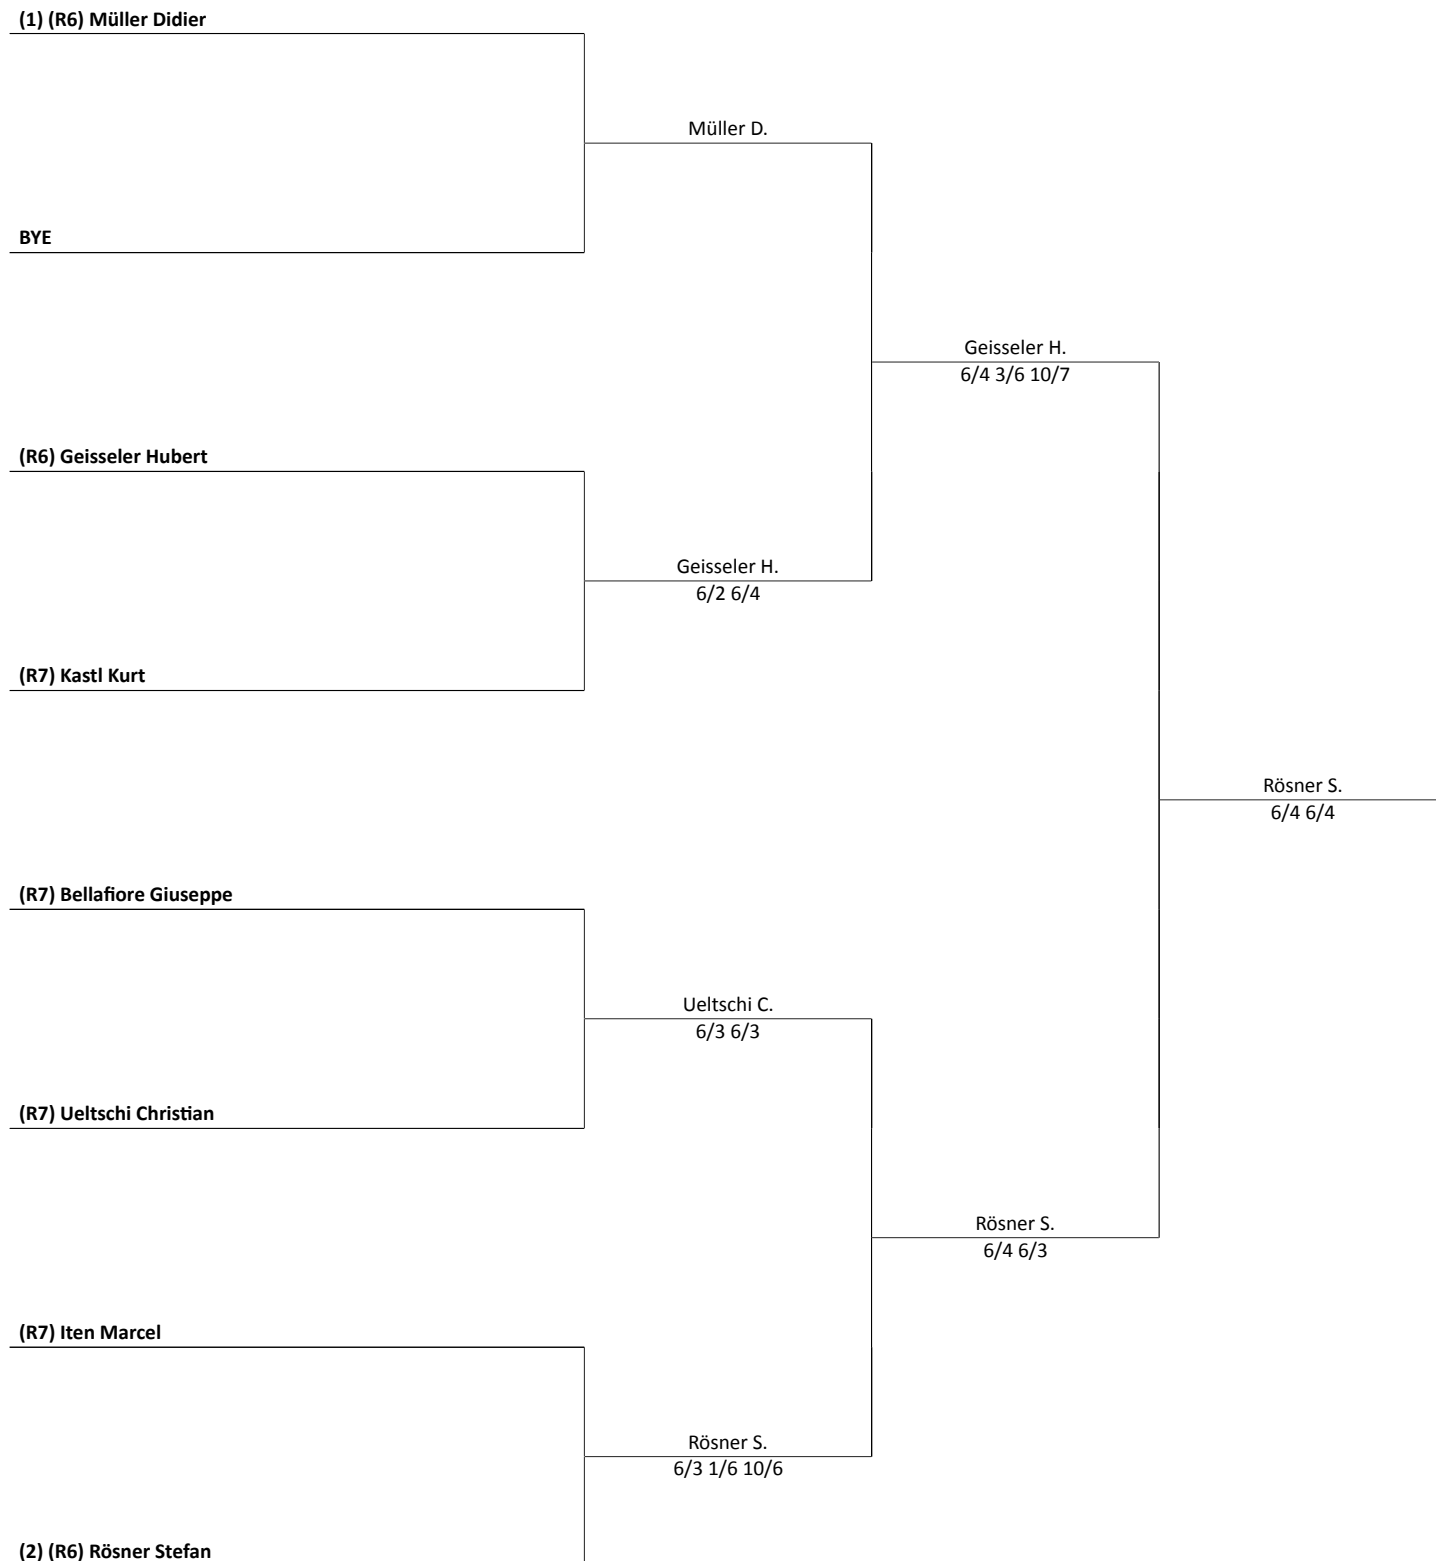 (1) (R6) Müller Didier
Müller D.
BYE
Geisseler H.
6/4 3/6 10/7
(R6) Geisseler Hubert
Geisseler H.
6/2 6/4
(R7) Kastl Kurt
Rösner S.
6/4 6/4
(R7) Bellafiore Giuseppe
Ueltschi C.
6/3 6/3
(R7) Ueltschi Christian
Rösner S.
6/4 6/3
(R7) Iten Marcel
Rösner S.
6/3 1/6 10/6
(2) (R6) Rösner Stefan